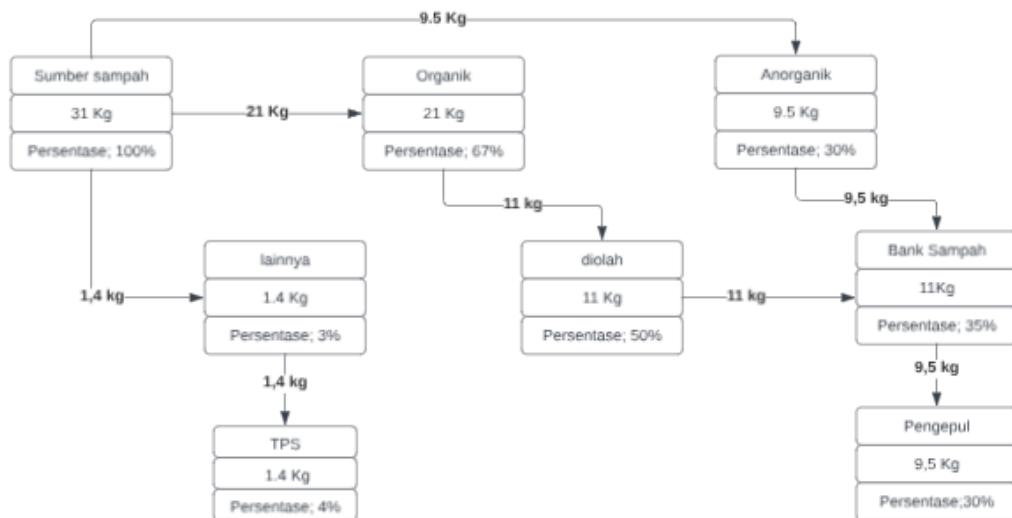 9.5 Kg
Sumber sampah
31 Kg
Persentase; 100%
21 Kg
Organik
21 Kg
Persentase; 67%
Anorganik
9.5 Kg
Persentase; 30%
11 kg
9,5 kg
1,4 kg
lainnya
1.4 Kg
Persentase; 3%
diolah
11 Kg
Persentase; 50%
11 kg
Bank Sampah
11Kg
Persentase; 35%
1,4 kg
9,5 kg
TPS
1.4 Kg
Persentase; 4%
Pengepul
9,5 Kg
Persentase;30%